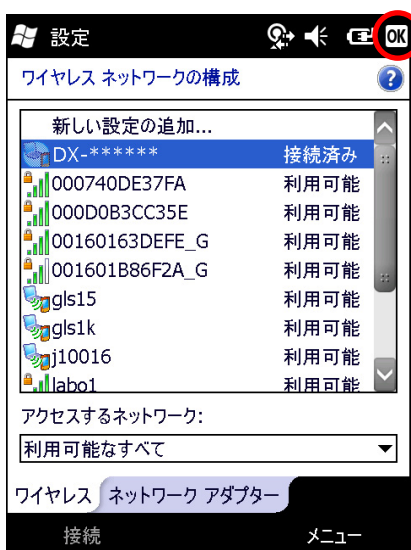 設定 OK
ワイヤレス ネットワークの構成 ?
新しい設定の追加...
DX-****** 接続済み
000740DE37FA 利用可能
000D0B3CC35E 利用可能
00160163DEFE_G 利用可能
001601B86F2A_G 利用可能
gls15 利用可能
gls1k 利用可能
j10016 利用可能
labo1 利用可能
アクセスするネットワーク:
利用可能なすべて
ワイヤレス ネットワーク アダプター
接続 メニュー